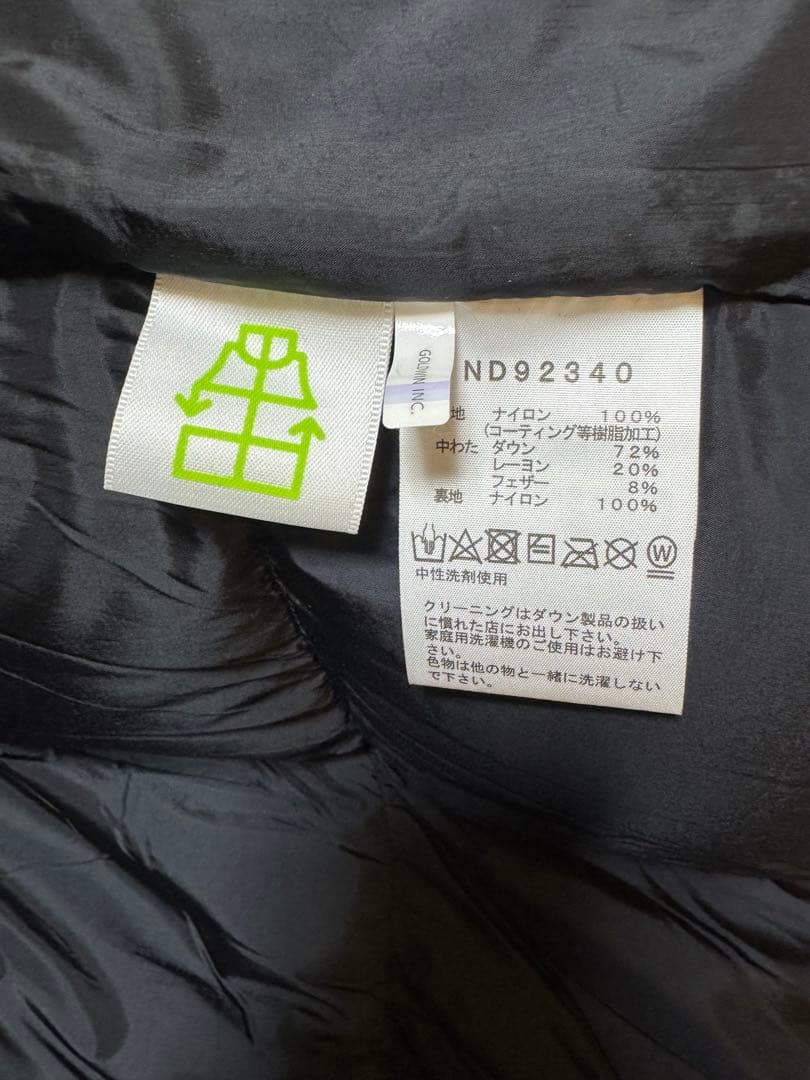 GOLDWIN INC.
ND92340
地 ナイロン 100%
(コーティング等樹脂加工)
中わた ダウン 72%
レーヨン 20%
フェザー 8%
裏地 ナイロン 100%
W
中性洗剤使用
クリーニングはダウン製品の扱い
に慣れた店にお出し下さい。
家庭用洗濯機のご使用はお避け下
さい。
色物は他の物と一緒に洗濯しない
で下さい。